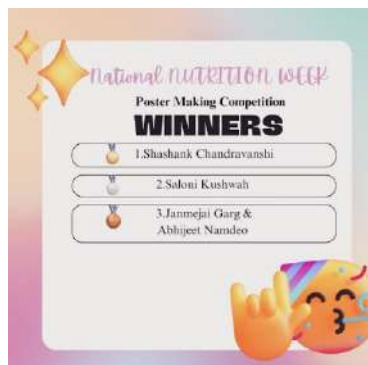 National NUTRITION WEEK
Poster Making Competition
WINNERS
1.Shashank Chandravanshi
2.Saloni Kushwah
3.Janmejai Garg &
Abhijeet Namdeo